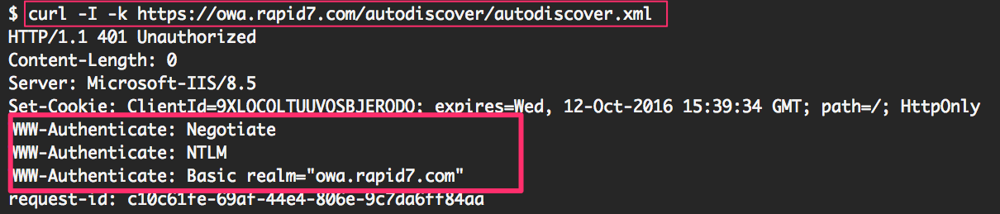 $ curl -I -k https://owa.rapid7.com/autodiscover/autodiscover.xml
HTTP/1.1 401 Unauthorized
Content-Length: 0
Server: Microsoft-IIS/8.5
Set-Cookie: ClientId=9XLOCOLTUUVOSBJERODO; expires=Wed, 12-Oct-2016 15:39:34 GMT; path=/; HttpOnly
WWW-Authenticate: Negotiate
WWW-Authenticate: NTLM
WWW-Authenticate: Basic realm="owa.rapid7.com"
request-id: c10c61fe-69af-44e4-806e-9c7da6ff84aa